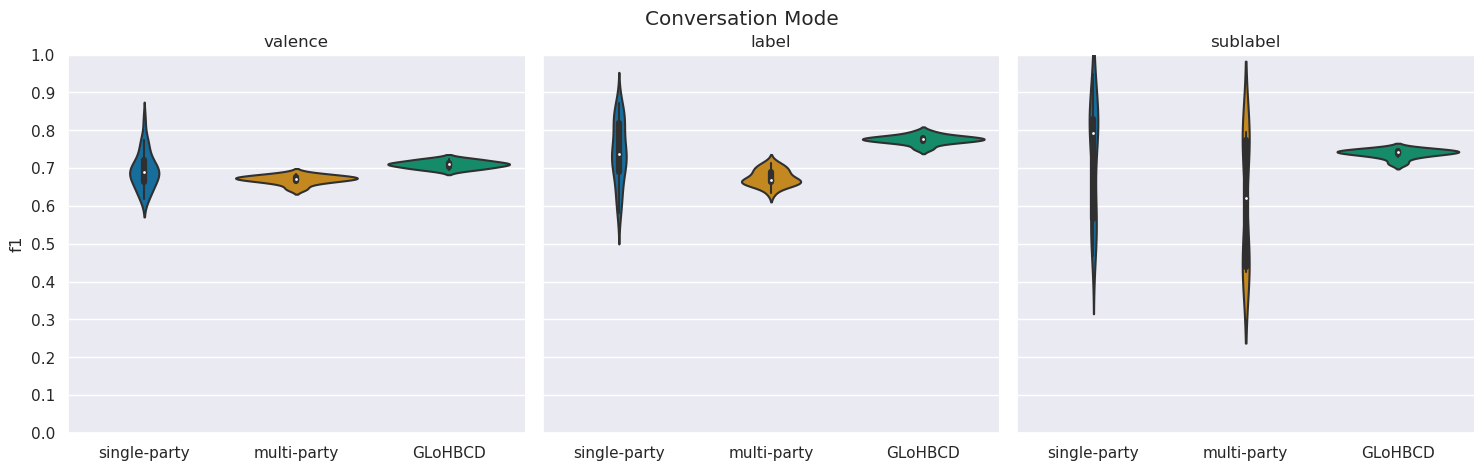 Conversation Mode
valence
label
sublabel
f1
1.0
0.9
0.8
0.7
0.6
0.5
0.4
0.3
0.2
0.1
0.0
single-party multi-party GLoHBCD
single-party multi-party GLoHBCD
single-party multi-party GLoHBCD